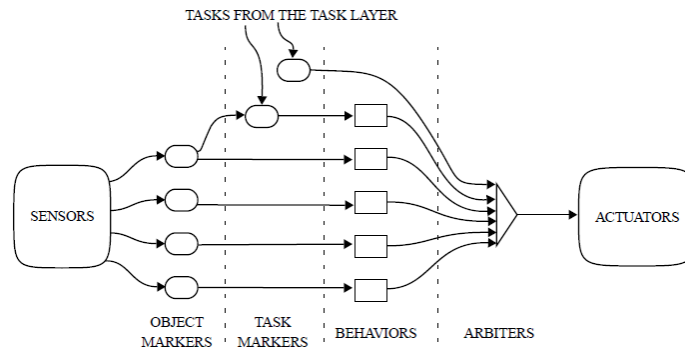 TASKS FROM THE TASK LAYER
SENSORS
ACTUATORS
OBJECT
MARKERS
TASK
MARKERS
BEHAVIORS
ARBITERS